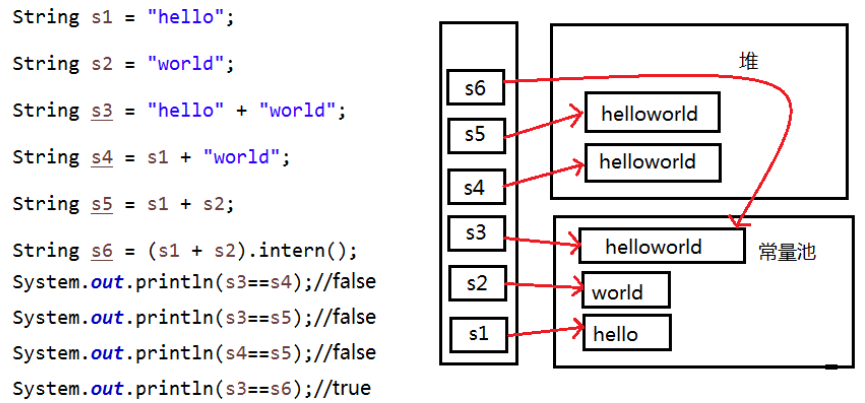 String s1 = "hello";
String s2 = "world";
String s3 = "hello" + "world";
String s4 = s1 + "world";
String s5 = s1 + s2;
String s6 = (s1 + s2).intern();
System.out.println(s3==s4);//false
System.out.println(s3==s5);//false
System.out.println(s4==s5);//false
System.out.println(s3==s6);//true
s6
s5
s4
s3
s2
s1
堆
helloworld
helloworld
helloworld
常量池
world
hello